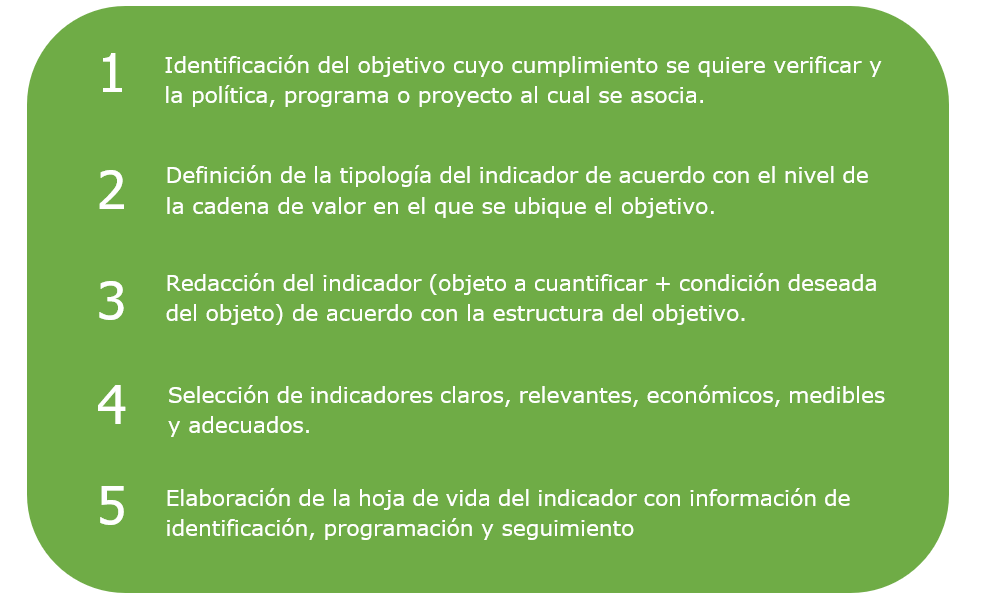 1 Identificación del objetivo cuyo cumplimiento se quiere verificar y
la política, programa o proyecto al cual se asocia.
2 Definición de la tipología del indicador de acuerdo con el nivel de
la cadena de valor en el que se ubique el objetivo.
3 Redacción del indicador (objeto a cuantificar + condición deseada
del objeto) de acuerdo con la estructura del objetivo.
4 Selección de indicadores claros, relevantes, económicos, medibles
y adecuados.
5 Elaboración de la hoja de vida del indicador con información de
identificación, programación y seguimiento